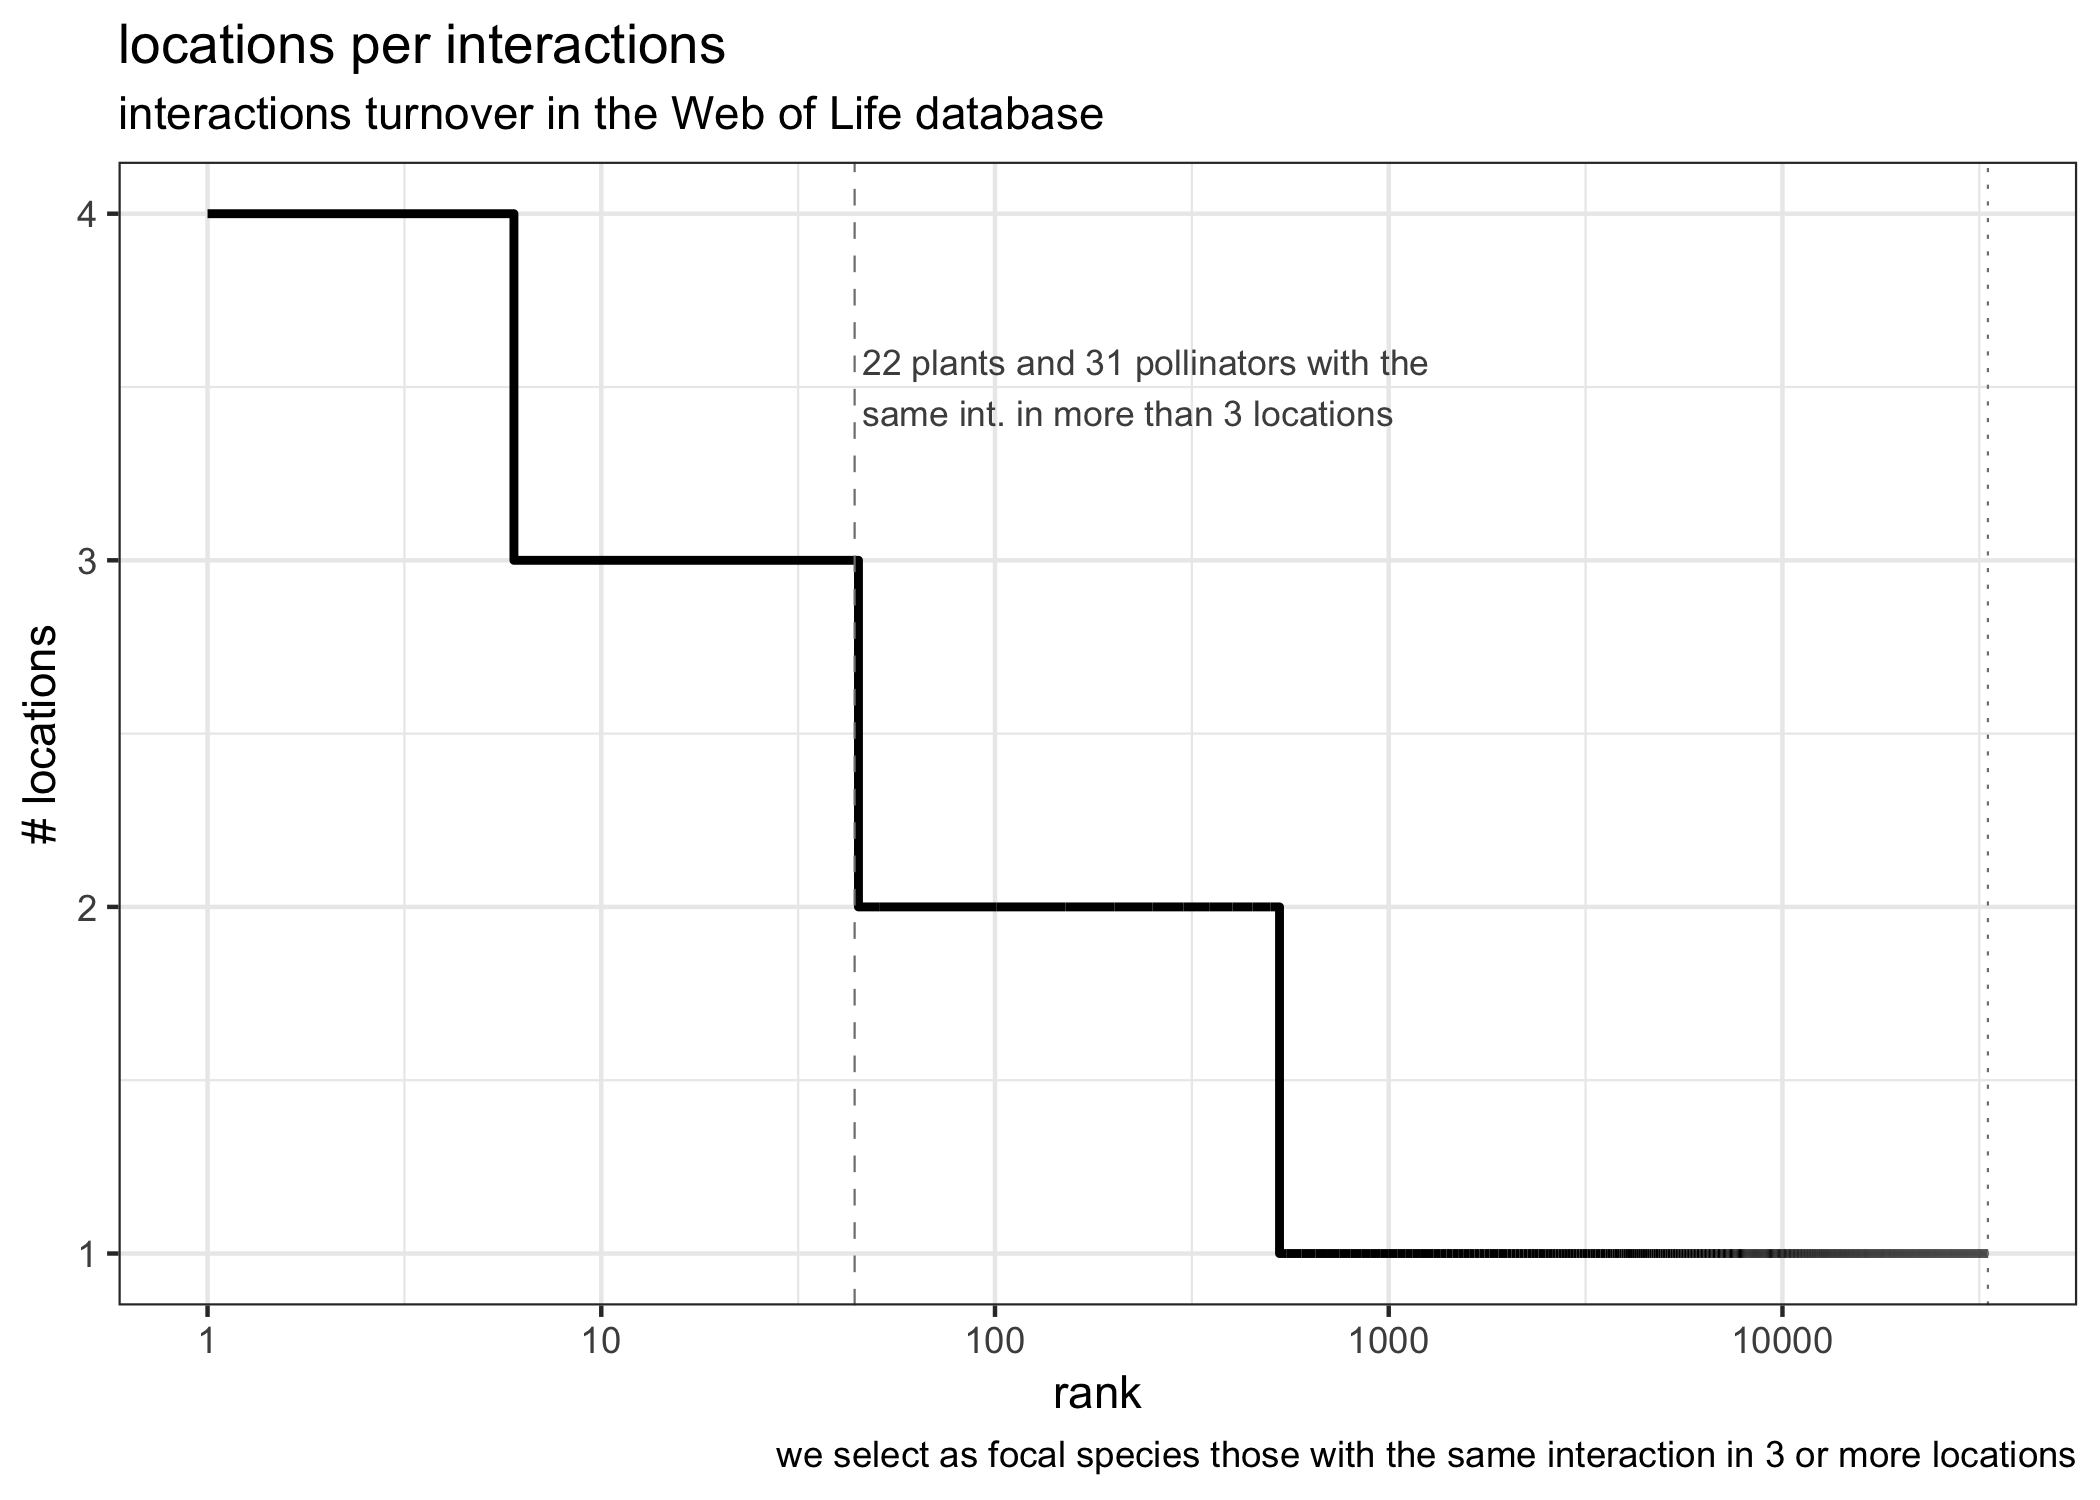 locations per interactions
interactions turnover in the Web of Life database
4
3
2
1
# locations
22 plants and 31 pollinators with the
same int. in more than 3 locations
1
10
100
1000
10000
rank
we select as focal species those with the same interaction in 3 or more locations